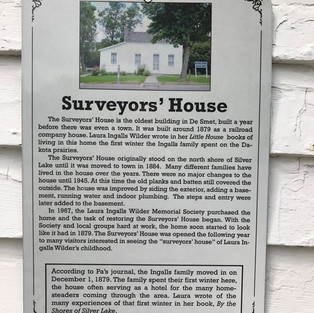 Surveyors' House
The Surveyors' House is the oldest building in De Smet, built a year
before there was even a town. It was built around 1879 as a railroad
company house. Laura Ingalls Wilder wrote in her Little House books of
living in this home the first winter the Ingalls family spent on the Da-
kota prairies.
The Surveyors' House originally stood on the north shore of Silver
Lake until it was moved to town in 1884. Many different families have
lived in the house over the years. There were no major changes to the
house until 1945. At this time the old planks and batten still covered the
outside. The house was improved by siding the exterior, adding a base-
ment, running water and indoor plumbing. The steps and entry were
later added to the basement.
In 1967, the Laura Ingalls Wilder Memorial Society purchased the
home and the task of restoring the Surveyors' House began. With the
Society and local groups hard at work, the home soon started to look
like it had in 1879. The Surveyors' House was opened the following year
to many visitors interested in seeing the "surveyors' house" of Laura In-
galls Wilder's childhood.
According to Pa's journal, the Ingalls family moved in on
December 1, 1879. The family spent their first winter here,
the house often serving as a hotel for the many home-
steaders coming through the area. Laura wrote of the
many experiences of that first winter in her book, By the
Shores of Silver Lake.